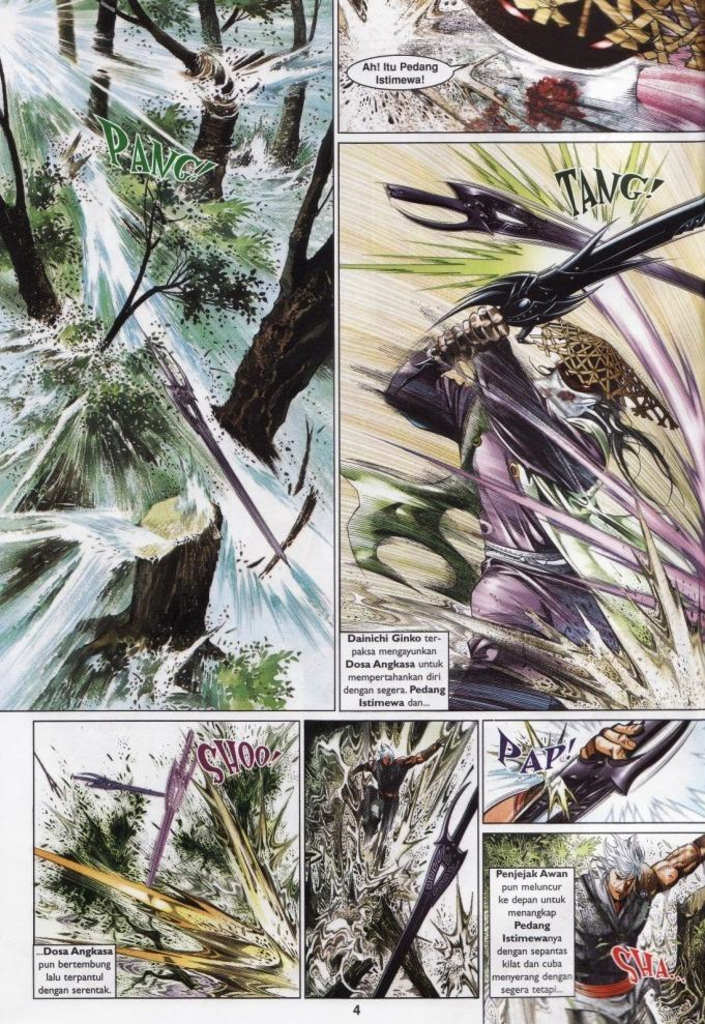 PANG!
Ah! Itu Pedang
Istimewa!
TANG!
Dainichi Ginko ter-
paksa mengayunkan
Dosa Angkasa untuk
mempertahankan diri
dengan segera. Pedang
Istimewa dan...
SHOO!
...Dosa Angkasa
pun bertembung
lalu terpantul
dengan serentak.
PAP!
Penjejak Awan
pun meluncur
ke depan untuk
menangkap
Pedang
Istimewanya
dengan sepantas
kilat dan cuba
menyerang dengan
segera tetapi...
SHA...
4